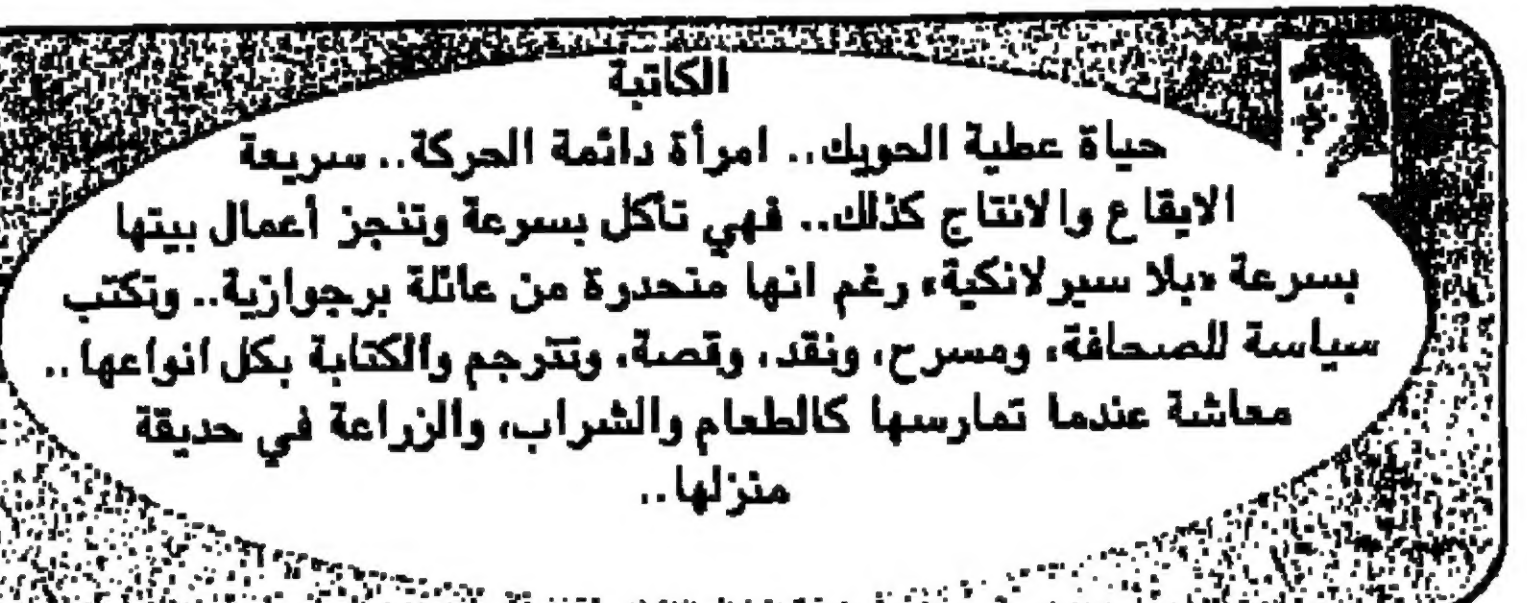 الكاتبة
حياة عطية الحويك.. امرأة دائمة الحركة.. سريعة
الايقاع والانتاج كذلك.. فهي تأكل بسرعة وتنجز أعمال بيتها
بسرعة «بلا سيرلانكية» رغم انها متحدرة من عائلة برجوازية.. وتكتب
سياسة للصحافة، ومسرح، ونقد، وقصة، وتترجم والكتابة بكل انواعها..
معاشة عندما تمارسها كالطعام والشراب، والزراعة في حديقة
منزلها..